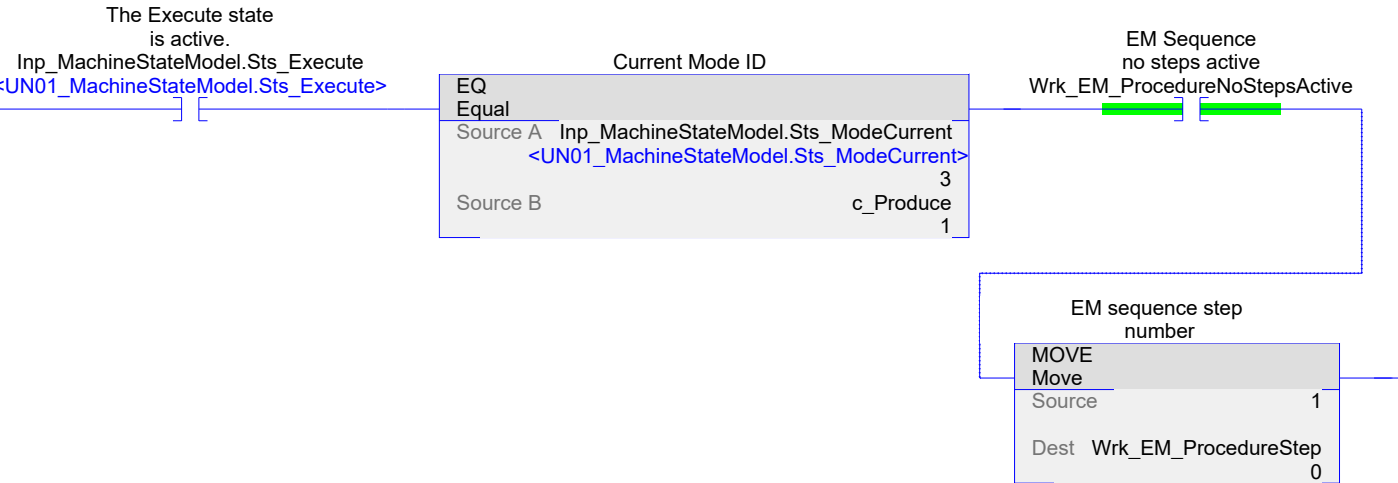 The Execute state
is active.
Inp_MachineStateModel.Sts_Execute
<UN01_MachineStateModel.Sts_Execute>
Current Mode ID
EQ
Equal
Source A Inp_MachineStateModel.Sts_ModeCurrent
<UN01_MachineStateModel.Sts_ModeCurrent>
3
Source B c_Produce
1
EM Sequence
no steps active
Wrk_EM_ProcedureNoStepsActive
EM sequence step
number
MOVE
Move
Source 1
Dest Wrk_EM_ProcedureStep
0